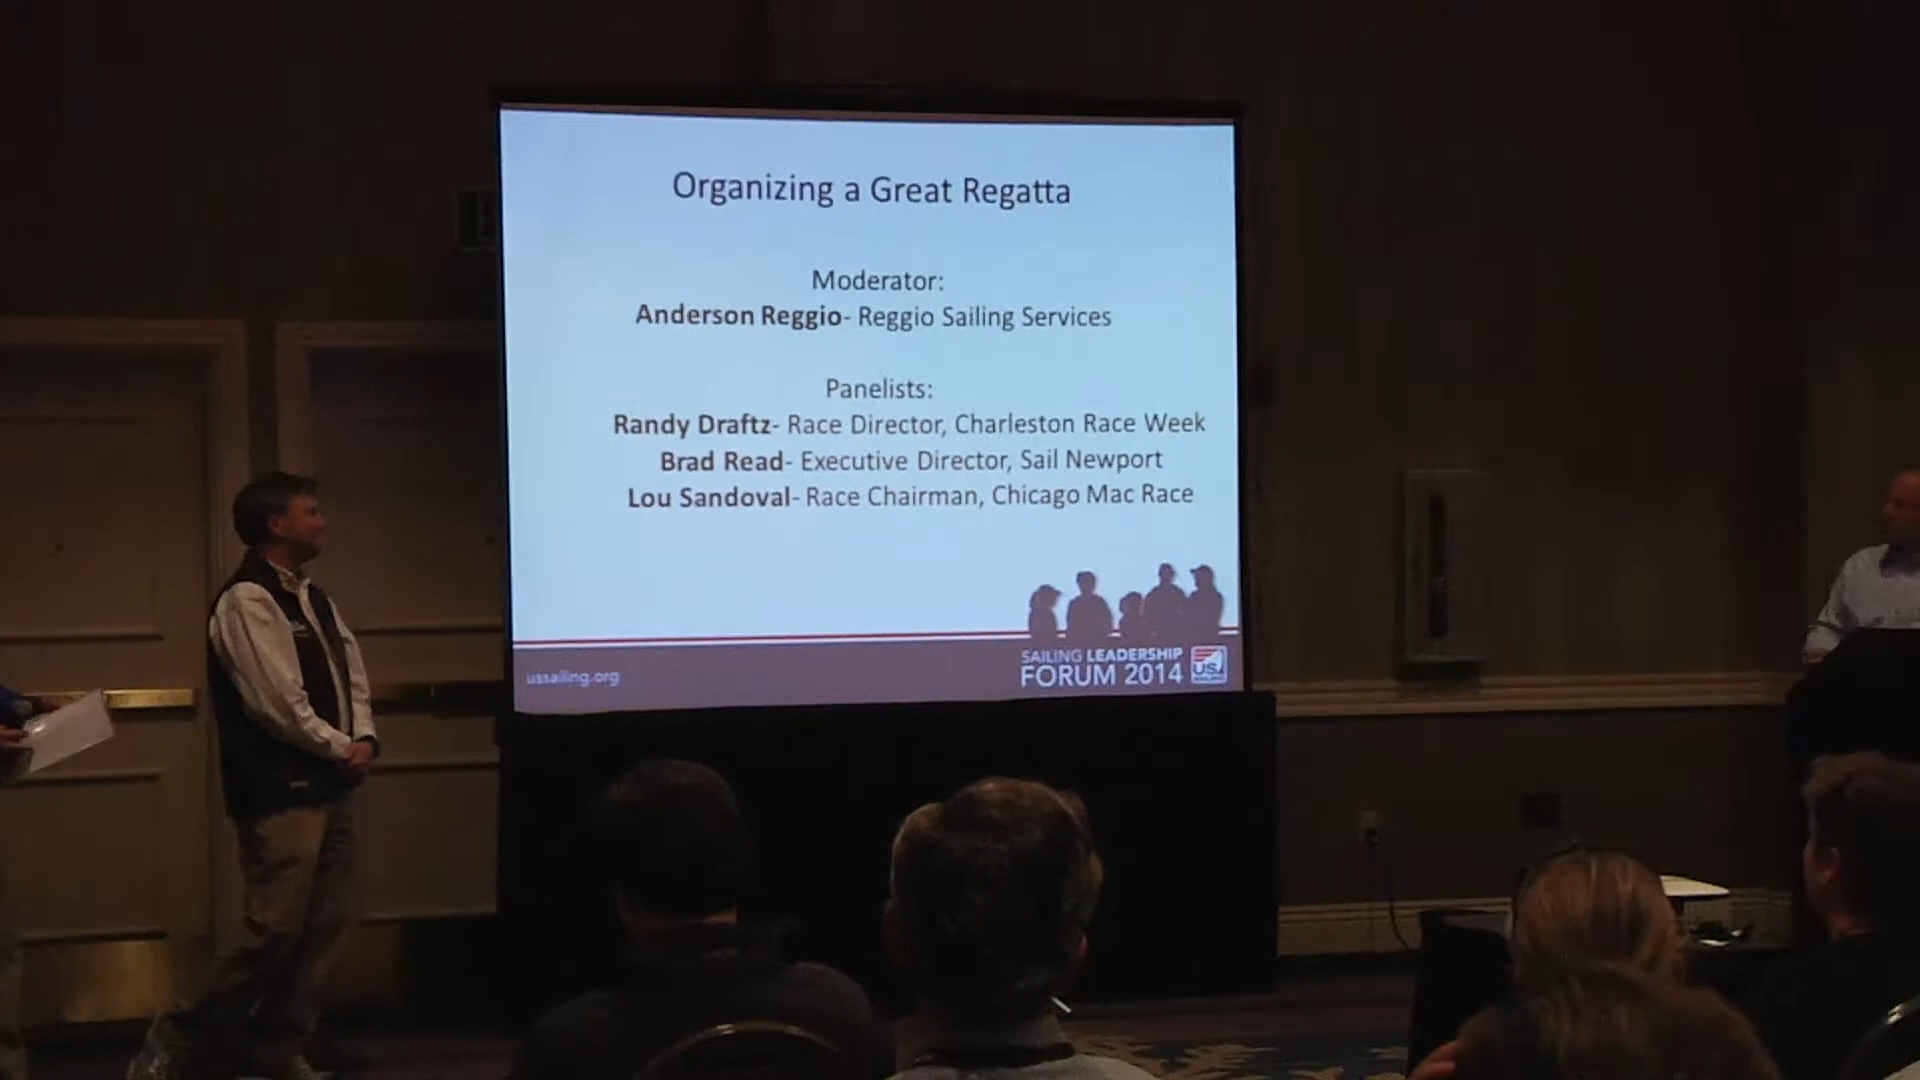 Organizing a Great Regatta
Moderator:
Anderson Reggio- Reggio Sailing Services
Panelists:
Randy Draftz- Race Director, Charleston Race Week
Brad Read- Executive Director, Sail Newport
Lou Sandoval- Race Chairman, Chicago Mac Race
ussailing.org
SAILING LEADERSHIP
FORUM 2014
US